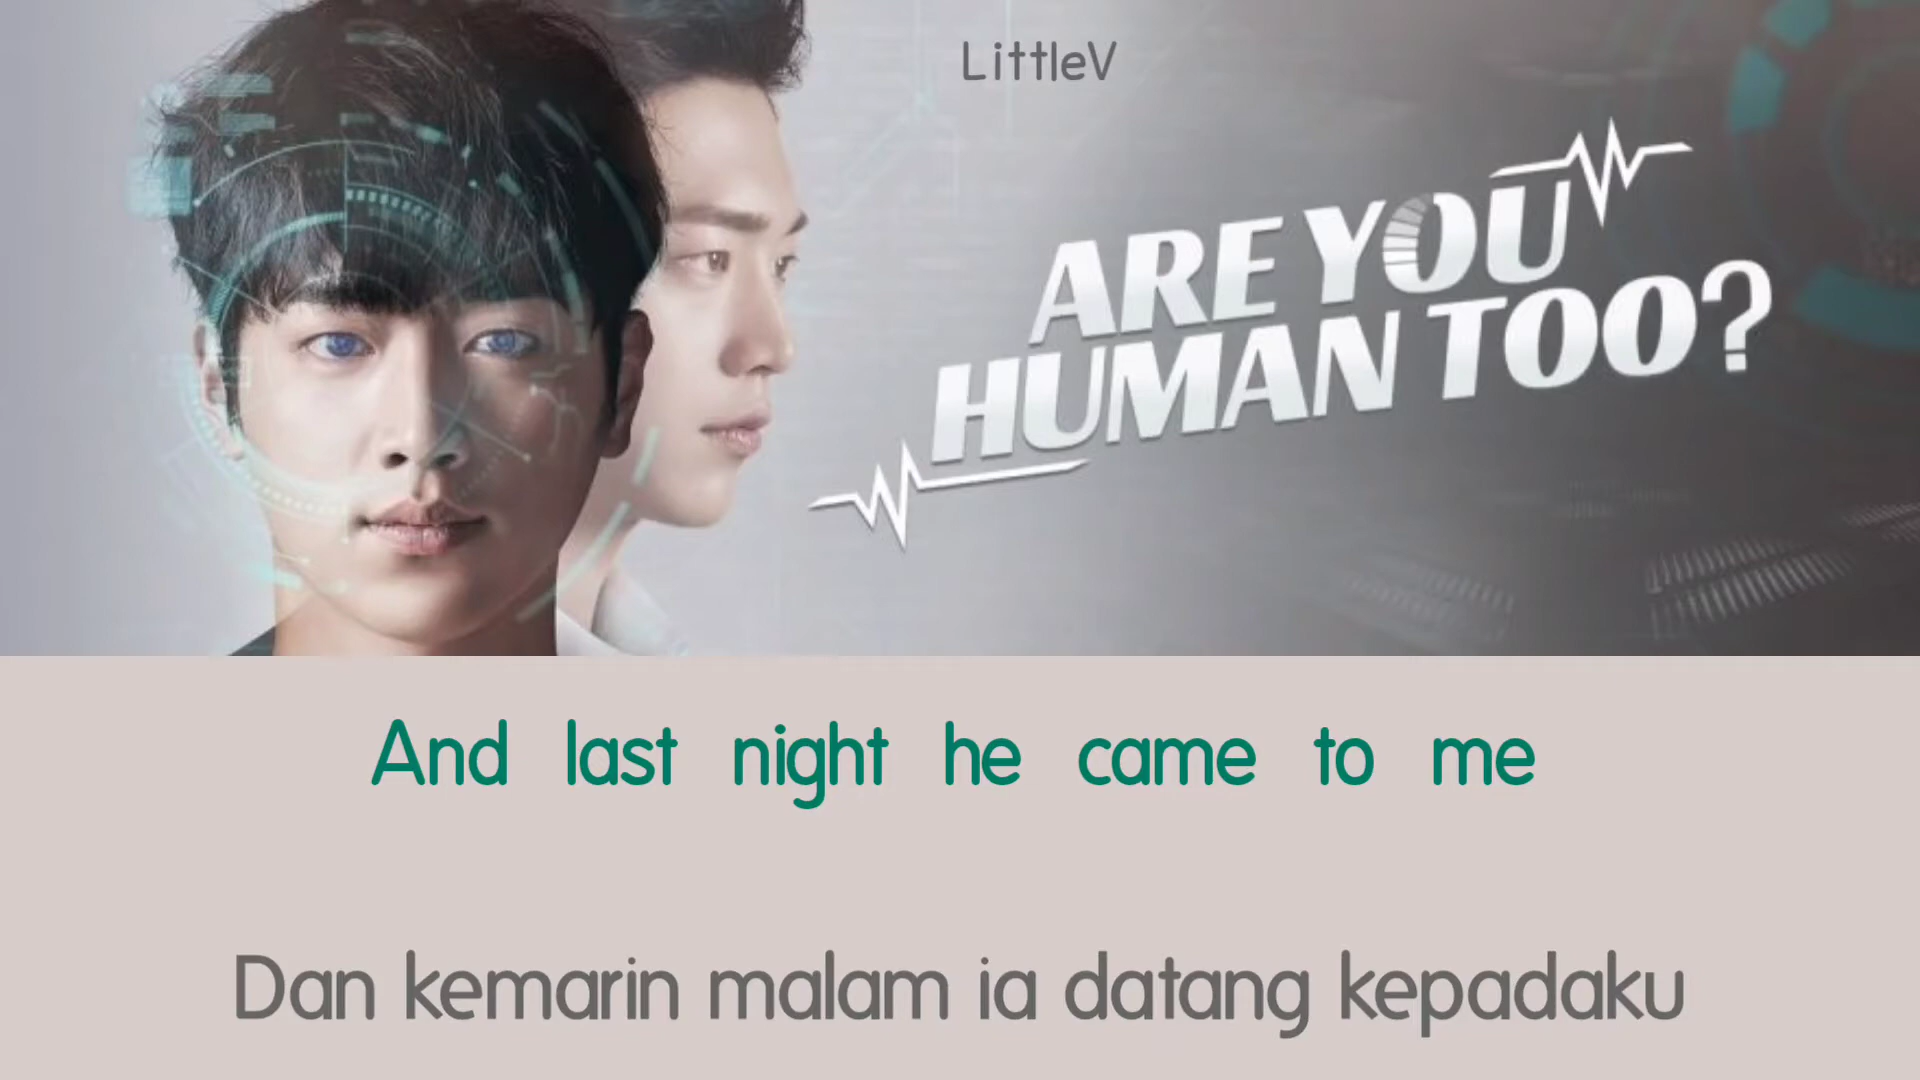 LittleV
ARE YOU
HUMAN TOO?
And last night he came to me
Dan kemarin malam ia datang kepadaku